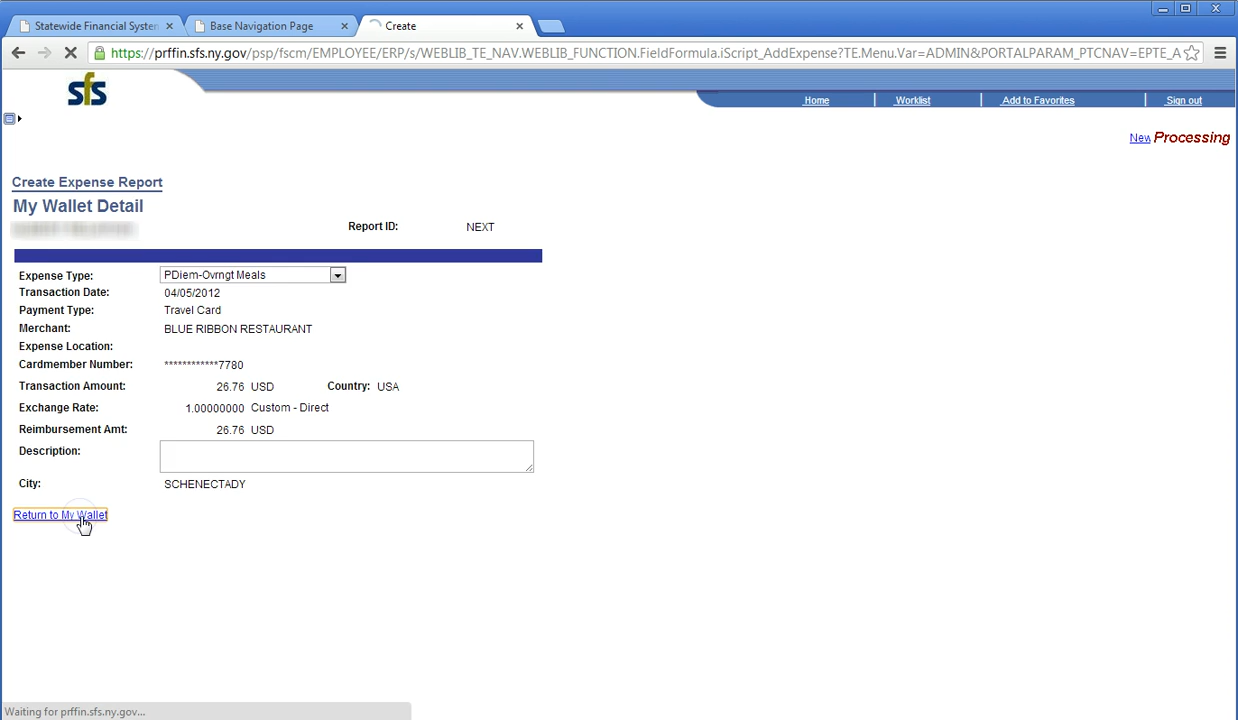 Statewide Financial System
Base Navigation Page
Create
https://prffin.sfs.ny.gov/psp/fscm/EMPLOYEE/ERP/s/WEBLIB_TE_NAV.WEBLIB_FUNCTION.FieldFormula.iScript_AddExpense?TE.Menu.Var=ADMIN&PORTALPARAM_PTCNAV=EPTE_A
sfs
Home Worklist Add to Favorites Sign out
New Processing
Create Expense Report
My Wallet Detail
Report ID: NEXT
Expense Type: PDiem-Ovrngt Meals
Transaction Date: 04/05/2012
Payment Type: Travel Card
Merchant: BLUE RIBBON RESTAURANT
Expense Location:
Cardmember Number: ************7780
Transaction Amount: 26.76 USD Country: USA
Exchange Rate: 1.00000000 Custom - Direct
Reimbursement Amt: 26.76 USD
Description:
City: SCHENECTADY
Return to My Wallet
Waiting for prffin.sfs.ny.gov...